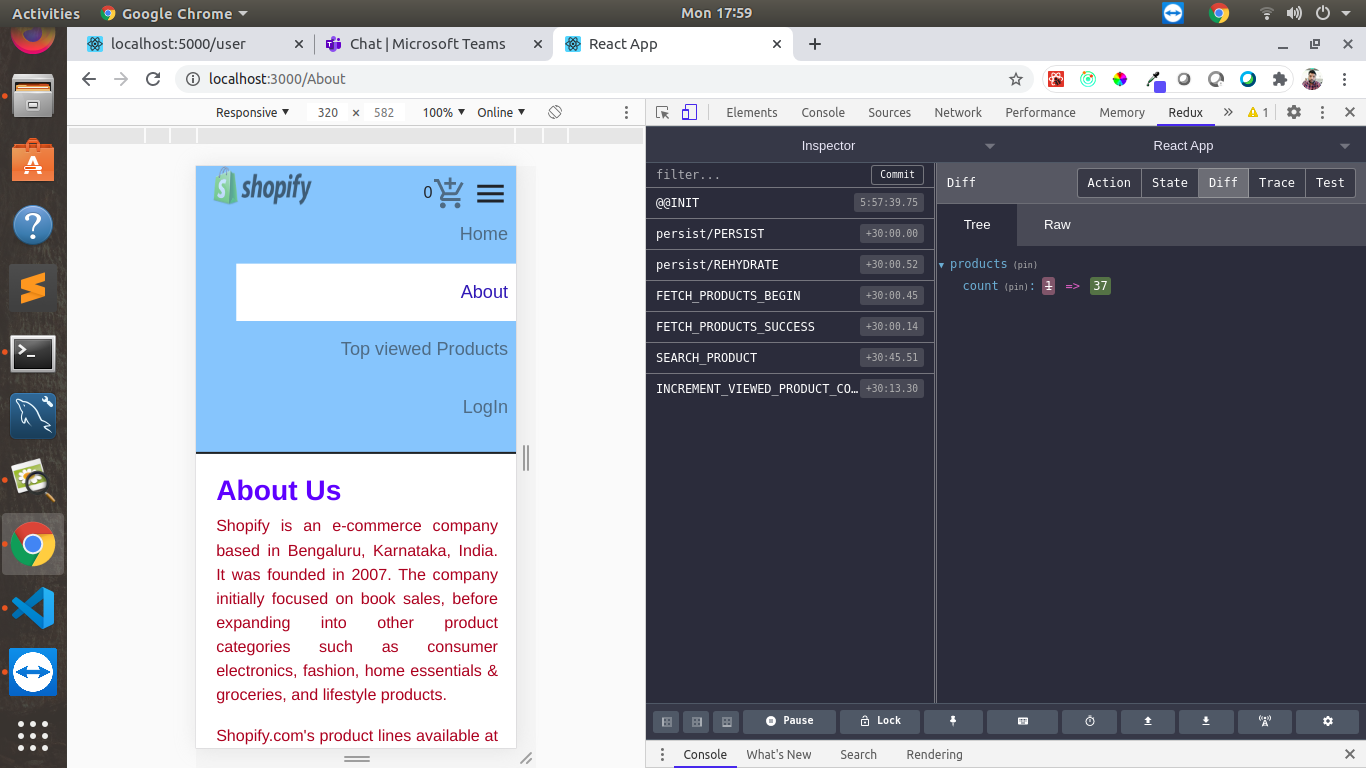 Activities
Google Chrome
Mon 17:59
localhost:5000/user
Chat | Microsoft Teams
React App
localhost:3000/About
Responsive
320
×
582
100%
Online
Elements
Console
Sources
Network
Performance
Memory
Redux
1
Inspector
React App
filter...
Commit
Diff
Action
State
Diff
Trace
Test
@@INIT
5:57:39.75
persist/PERSIST
+30:00.00
persist/REHYDRATE
+30:00.52
FETCH_PRODUCTS_BEGIN
+30:00.45
FETCH_PRODUCTS_SUCCESS
+30:00.14
SEARCH_PRODUCT
+30:45.51
INCREMENT_VIEWED_PRODUCT_CO…
+30:13.30
Tree
Raw
products (pin)
count (pin): 1 => 37
shopify
0
Home
About
Top viewed Products
LogIn
About Us
Shopify is an e-commerce company
based in Bengaluru, Karnataka, India.
It was founded in 2007. The company
initially focused on book sales, before
expanding into other product
categories such as consumer
electronics, fashion, home essentials &
groceries, and lifestyle products.
Shopify.com's product lines available at
Pause
Lock
Console
What's New
Search
Rendering